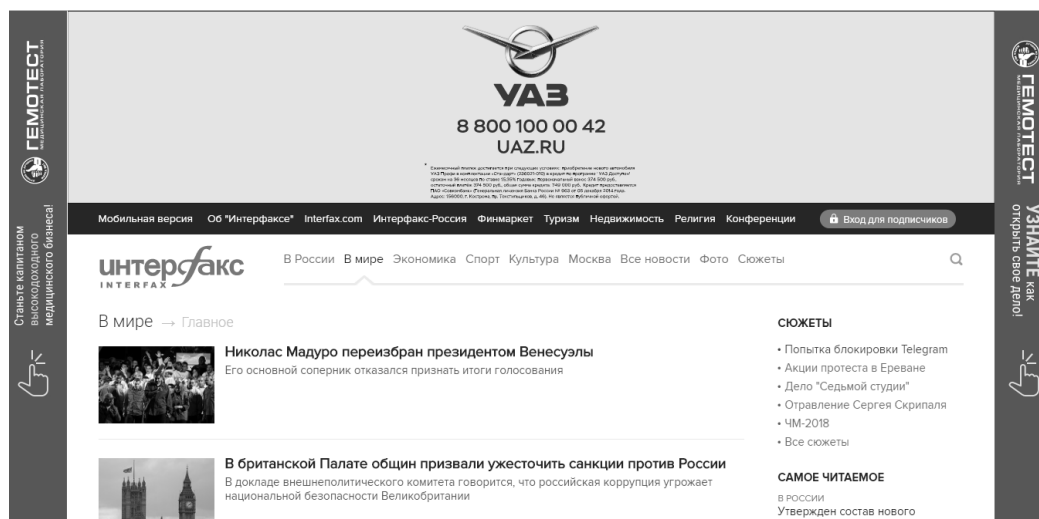 УАЗ
8 800 100 00 42
UAZ.RU
ГЕМОТЕСТ
МЕДИЦИНСКАЯ ЛАБОРАТОРИЯ
Станьте капитаном
высокодоходного
медицинского бизнеса!
ГЕМОТЕСТ
МЕДИЦИНСКАЯ ЛАБОРАТОРИЯ
УЗНАЙТЕ как
открыть свое дело!
Мобильная версия Об "Интерфаксе" Interfax.com Интерфакс-Россия Финмаркет Туризм Недвижимость Религия Конференции Вход для подписчиков
интерфакс
INTERFAX
В России В мире Экономика Спорт Культура Москва Все новости Фото Сюжеты
В мире → Главное
Николас Мадуро переизбран президентом Венесуэлы
Его основной соперник отказался признать итоги голосования
В британской Палате общин призвали ужесточить санкции против России
В докладе внешнеполитического комитета говорится, что российская коррупция угрожает
национальной безопасности Великобритании
СЮЖЕТЫ
• Попытка блокировки Telegram
• Акции протеста в Ереване
• Дело "Седьмой студии"
• Отравление Сергея Скрипаля
• ЧМ-2018
• Все сюжеты
САМОЕ ЧИТАЕМОЕ
В РОССИИ
Утвержден состав нового